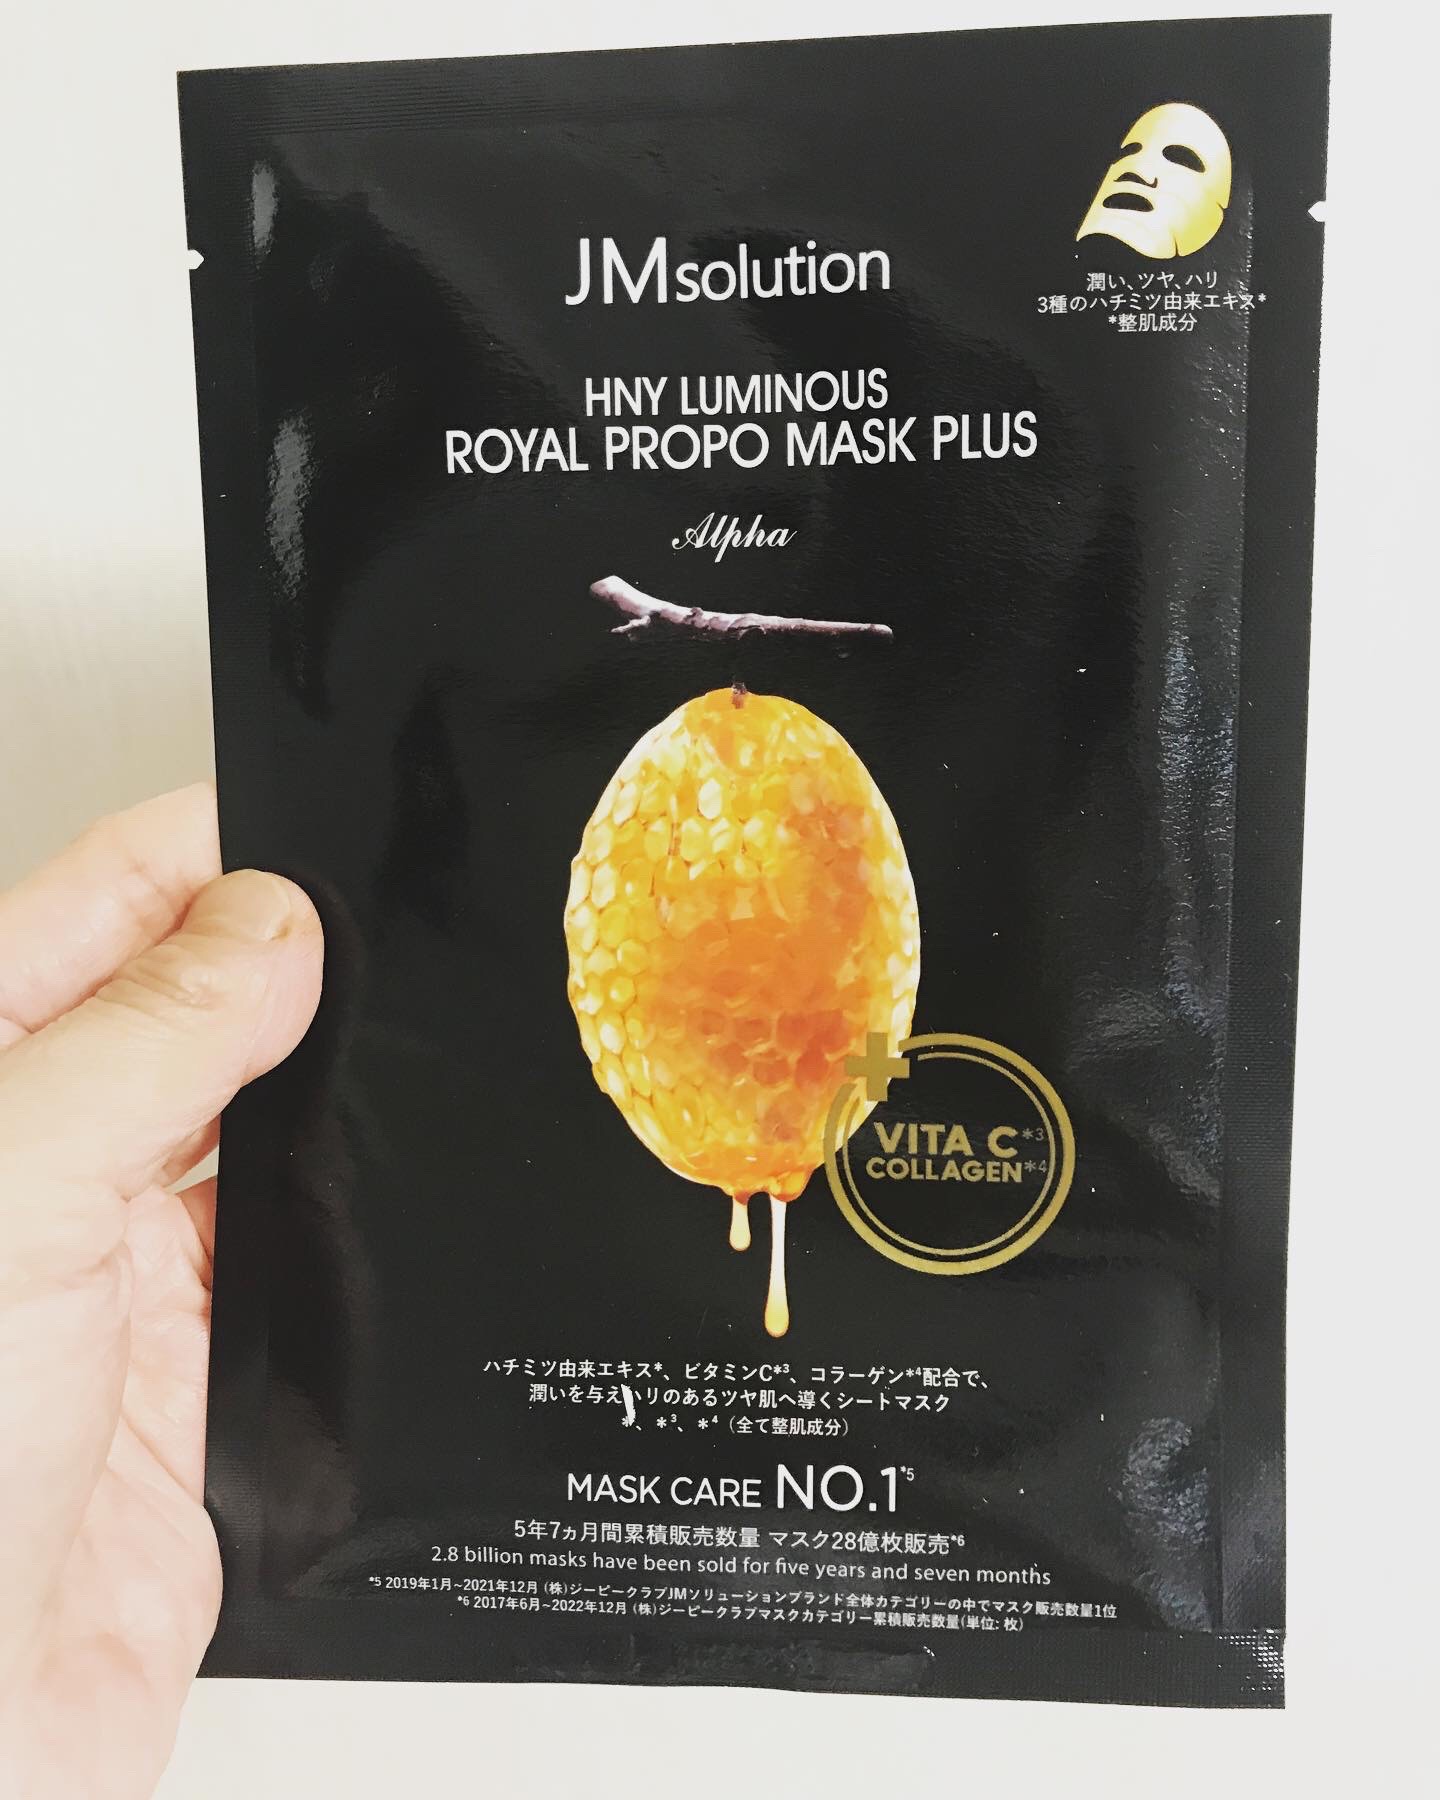 潤い、ツヤ、ハリ
3種のハチミツ由来エキス*
*整肌成分
JMsolution
HNY LUMINOUS
ROYAL PROPO MASK PLUS
Alpha
VITA C*3
COLLAGEN*4
ハチミツ由来エキス*、ビタミンC*3、コラーゲン*4配合で、
潤いを与えハリのあるツヤ肌へ導くシートマスク
*、*3、*4（全て整肌成分）
MASK CARE NO.1*5
5年7ヵ月間累積販売数量 マスク28億枚販売*6
2.8 billion masks have been sold for five years and seven months
*5 2019年1月~2021年12月 (株)ジーピークラブJMソリューションブランド全体カテゴリーの中でマスク販売数量1位
*6 2017年6月~2022年12月 (株)ジーピークラブマスクカテゴリー累積販売数量(単位: 枚)